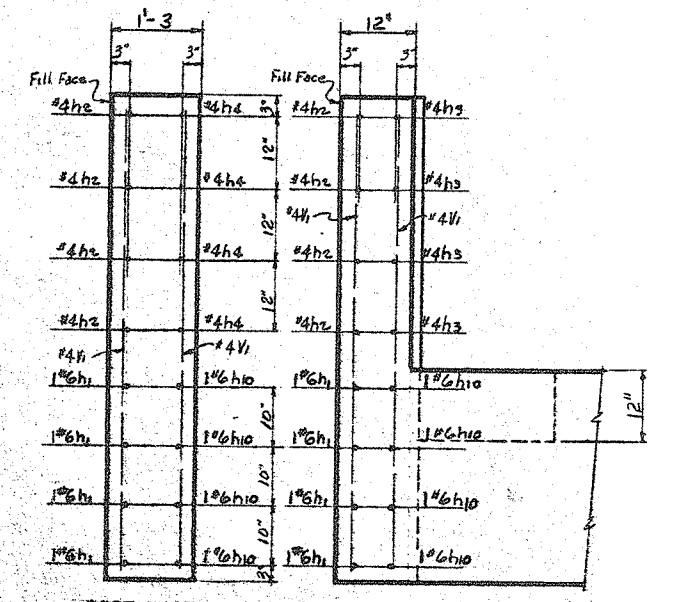 1'-3 12"
3" 3" 3" 3"
Fill Face Fill Face
#4h2 #4h4 3" #4h2 #4h3
12"
#4h2 #4h4 #4h2 #4h3
#4V1 #4V1
12"
#4h2 #4h4 #4h2 #4h3
12"
#4h2 #4h4 #4h2 #4h3
#4V1 #4V1
1#6h1 1#6h10 1#6h1 1#6h10
10" 12"
1#6h1 1#6h10 1#6h1 1#6h10
10"
1#6h1 1#6h10 1#6h1 1#6h10
10"
1#6h1 1#6h10 1#6h1 1#6h10
3"